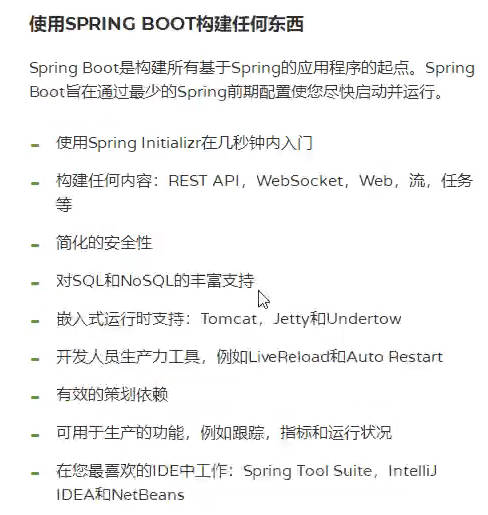 使用SPRING BOOT构建任何东西
Spring Boot是构建所有基于Spring的应用程序的起点。Spring
Boot旨在通过最少的Spring前期配置使您尽快启动并运行。
使用Spring Initializr在几秒钟内入门
构建任何内容：REST API，WebSocket，Web，流，任务
等
简化的安全性
对SQL和NoSQL的丰富支持
嵌入式运行时支持：Tomcat，Jetty和Undertow
开发人员生产力工具，例如LiveReload和Auto Restart
有效的策划依赖
可用于生产的功能，例如跟踪，指标和运行状况
在您最喜欢的IDE中工作：Spring Tool Suite，IntelliJ
IDEA和NetBeans